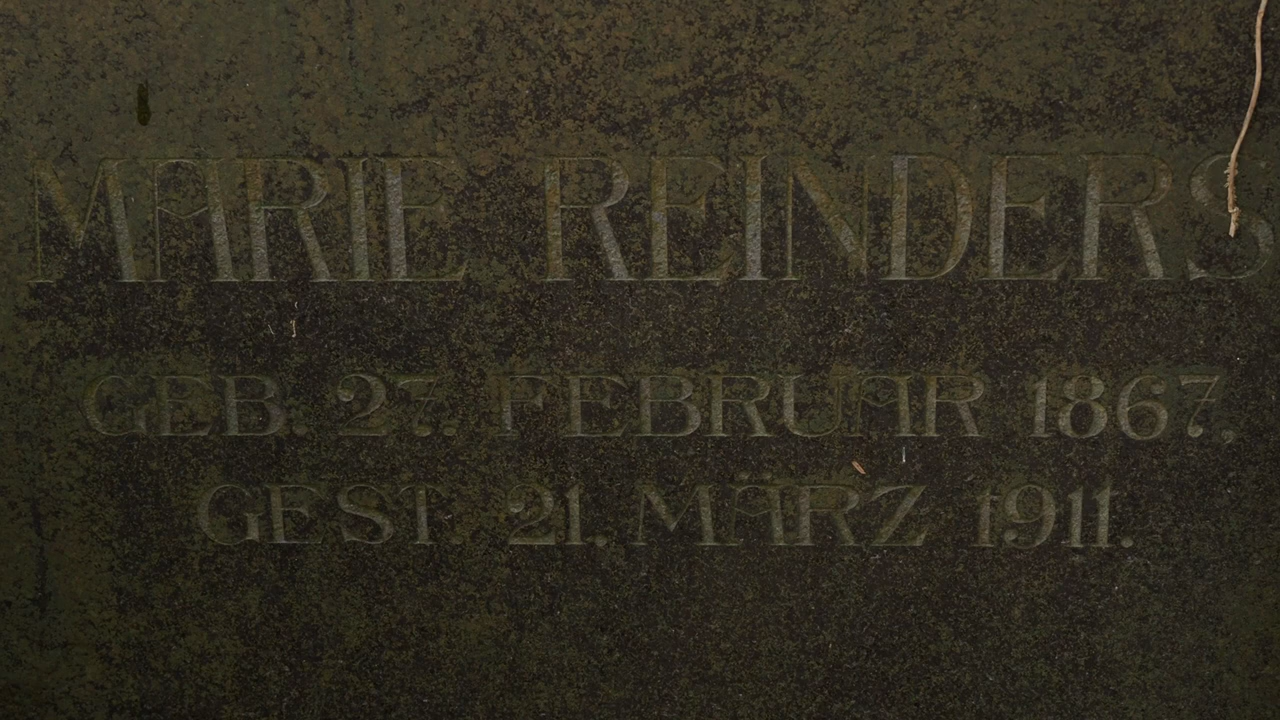 MARIE REINDERS
GEB. 27. FEBRUAR 1867,
GEST. 21. MÄRZ 1911.